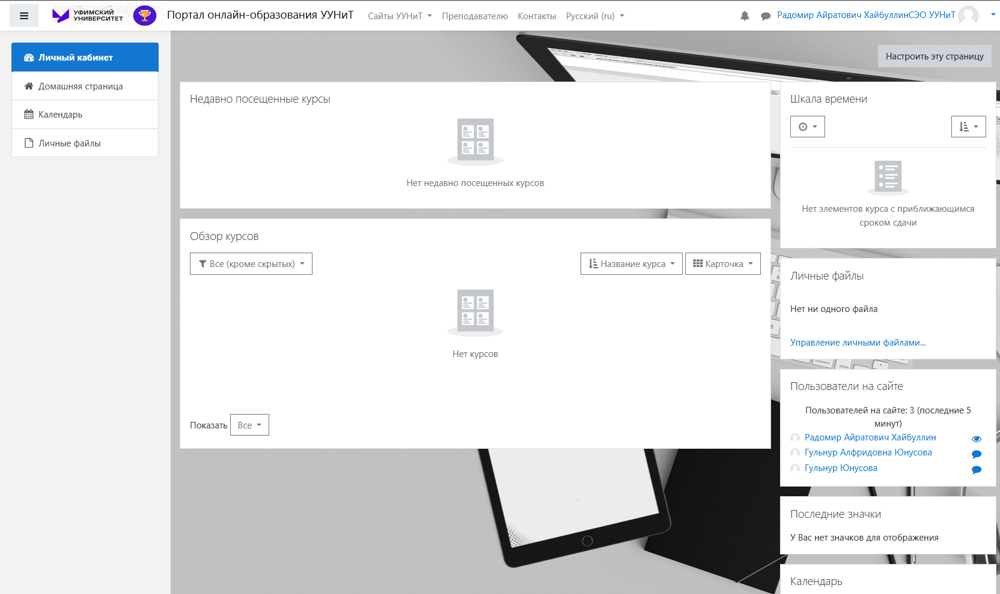 УФИМСКИЙ
УНИВЕРСИТЕТ
Портал онлайн-образования УУНиТ
Сайты УУНиТ
Преподавателю
Контакты
Русский (ru)
Радомир Айратович ХайбуллинСЭО УУНиТ
Личный кабинет
Домашняя страница
Календарь
Личные файлы
Настроить эту страницу
Недавно посещенные курсы
Нет недавно посещенных курсов
Обзор курсов
Все (кроме скрытых)
Название курса
Карточка
Нет курсов
Показать Все
Шкала времени
Нет элементов курса с приближающимся
сроком сдачи
Личные файлы
Нет ни одного файла
Управление личными файлами...
Пользователи на сайте
Пользователей на сайте: 3 (последние 5
минут)
Радомир Айратович Хайбуллин
Гульнур Алфридовна Юнусова
Гульнур Юнусова
Последние значки
У Вас нет значков для отображения
Календарь